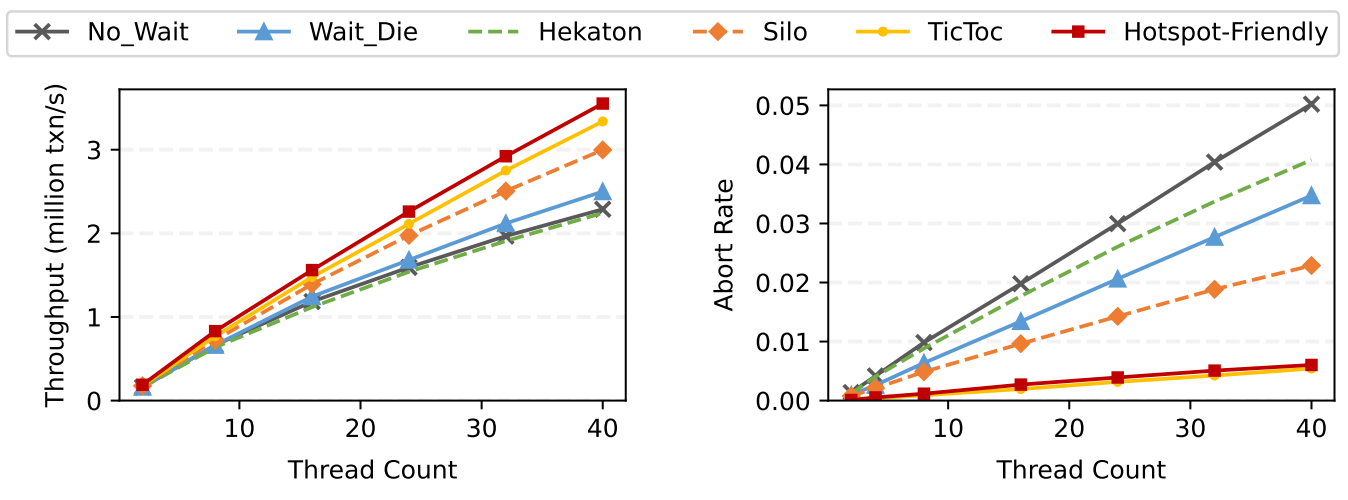 No_Wait Wait_Die Hekaton Silo TicToc Hotspot-Friendly
Throughput (million txn/s)
3
2
1
0
10 20 30 40
Thread Count
Abort Rate
0.05
0.04
0.03
0.02
0.01
0.00
10 20 30 40
Thread Count